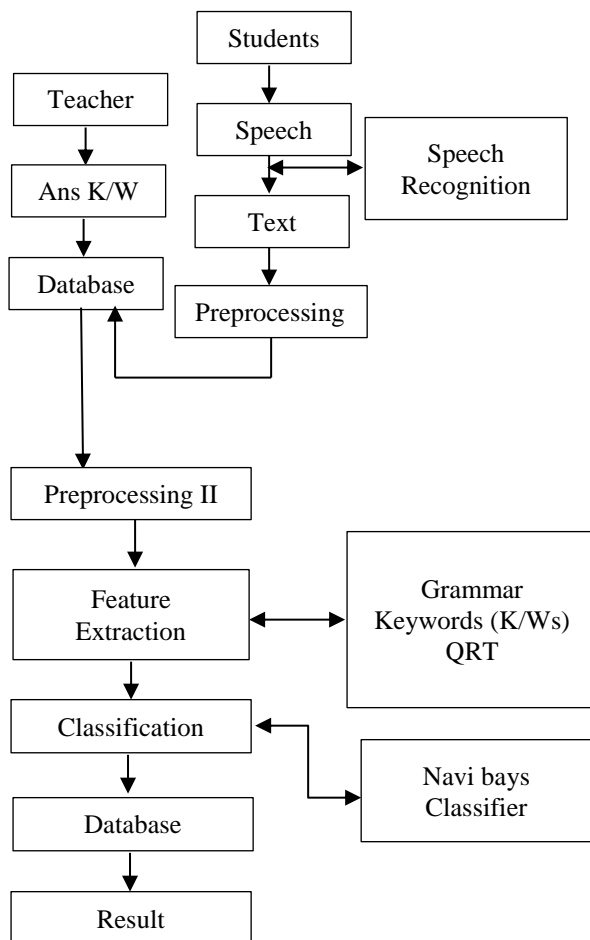 Students
Teacher
Speech
Speech
Recognition
Ans K/W
Text
Database
Preprocessing
Preprocessing II
Feature
Extraction
Grammar
Keywords (K/Ws)
QRT
Classification
Navi bays
Classifier
Database
Result